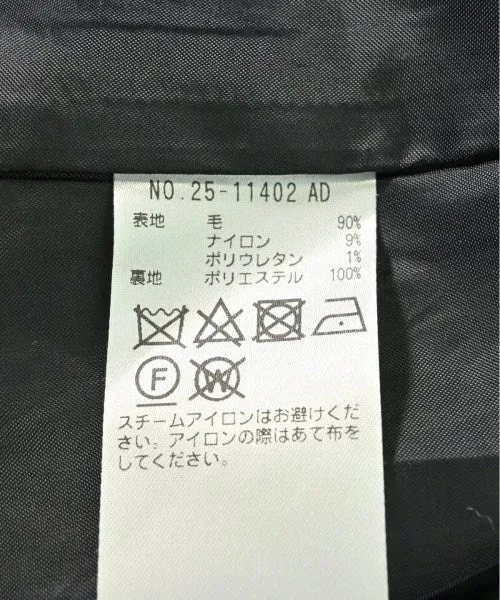 NO.25-11402 AD
表地 毛 90%
ナイロン 9%
ポリウレタン 1%
裏地 ポリエステル 100%
F W
スチームアイロンはお避けくだ
さい。アイロンの際はあて布を
してください。